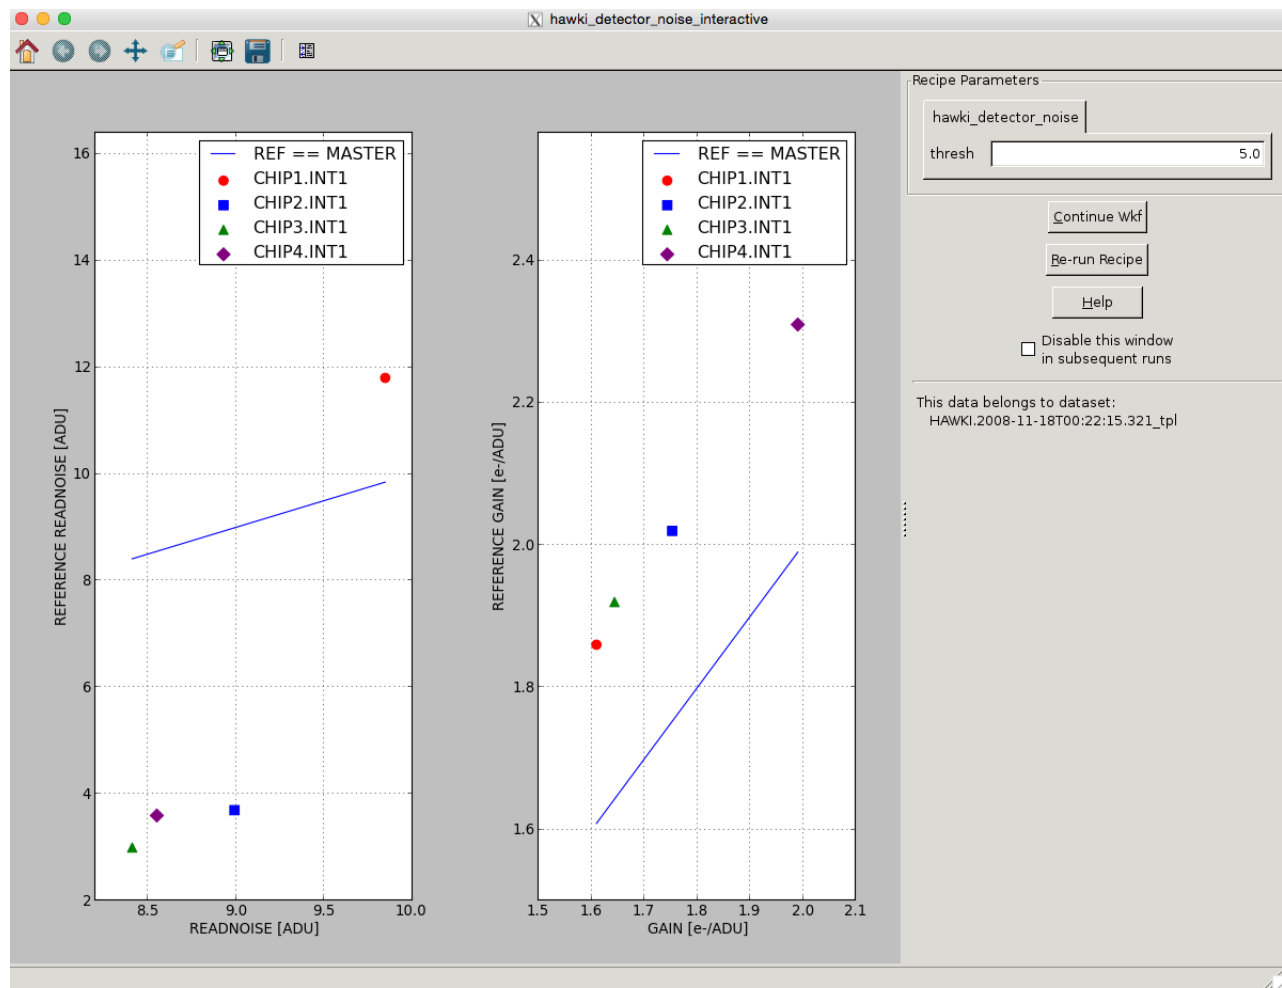 hawki_detector_noise_interactive
REF == MASTER
CHIP1.INT1
CHIP2.INT1
CHIP3.INT1
CHIP4.INT1
16
14
12
10
8
6
4
2
REFERENCE READNOISE [ADU]
8.5 9.0 9.5 10.0
READNOISE [ADU]
REF == MASTER
CHIP1.INT1
CHIP2.INT1
CHIP3.INT1
CHIP4.INT1
2.4
2.2
2.0
1.8
1.6
REFERENCE GAIN [e-/ADU]
1.5 1.6 1.7 1.8 1.9 2.0 2.1
GAIN [e-/ADU]
Recipe Parameters
hawki_detector_noise
thresh 5.0
Continue Wkf
Re-run Recipe
Help
Disable this window
in subsequent runs
This data belongs to dataset:
HAWKI.2008-11-18T00:22:15.321_tpl